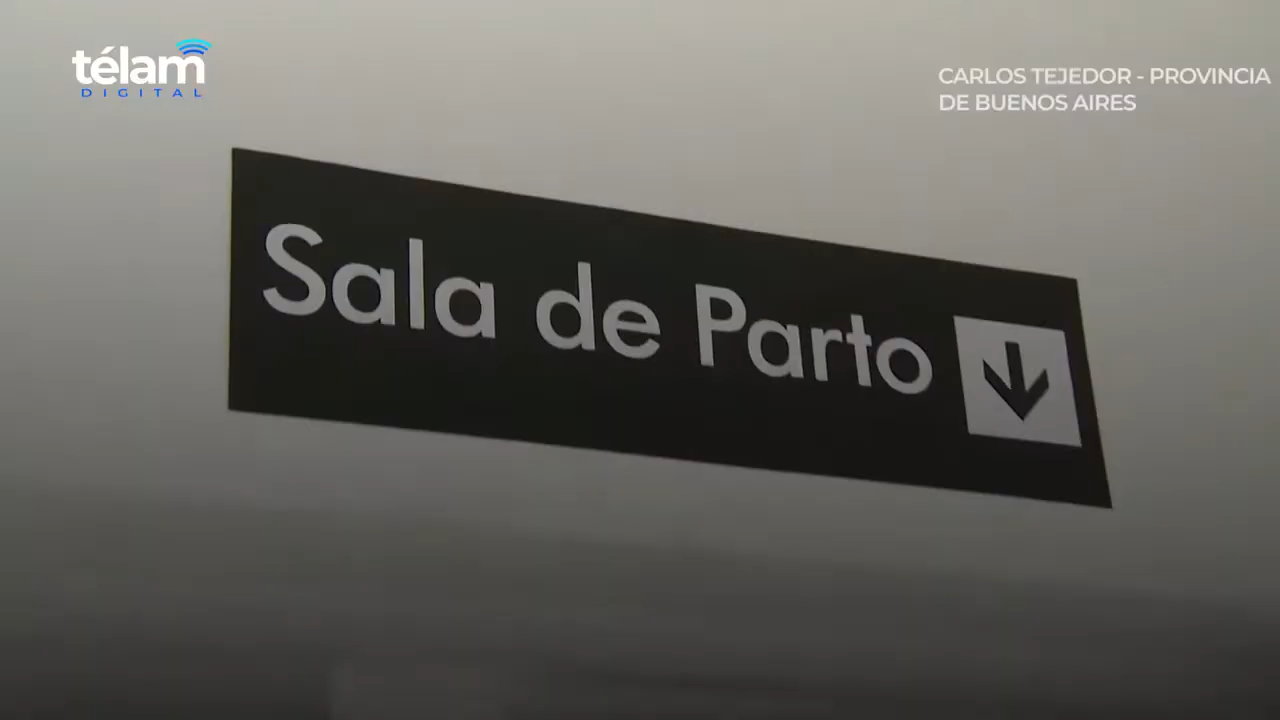 télam
DIGITAL
CARLOS TEJEDOR - PROVINCIA
DE BUENOS AIRES
Sala de Parto